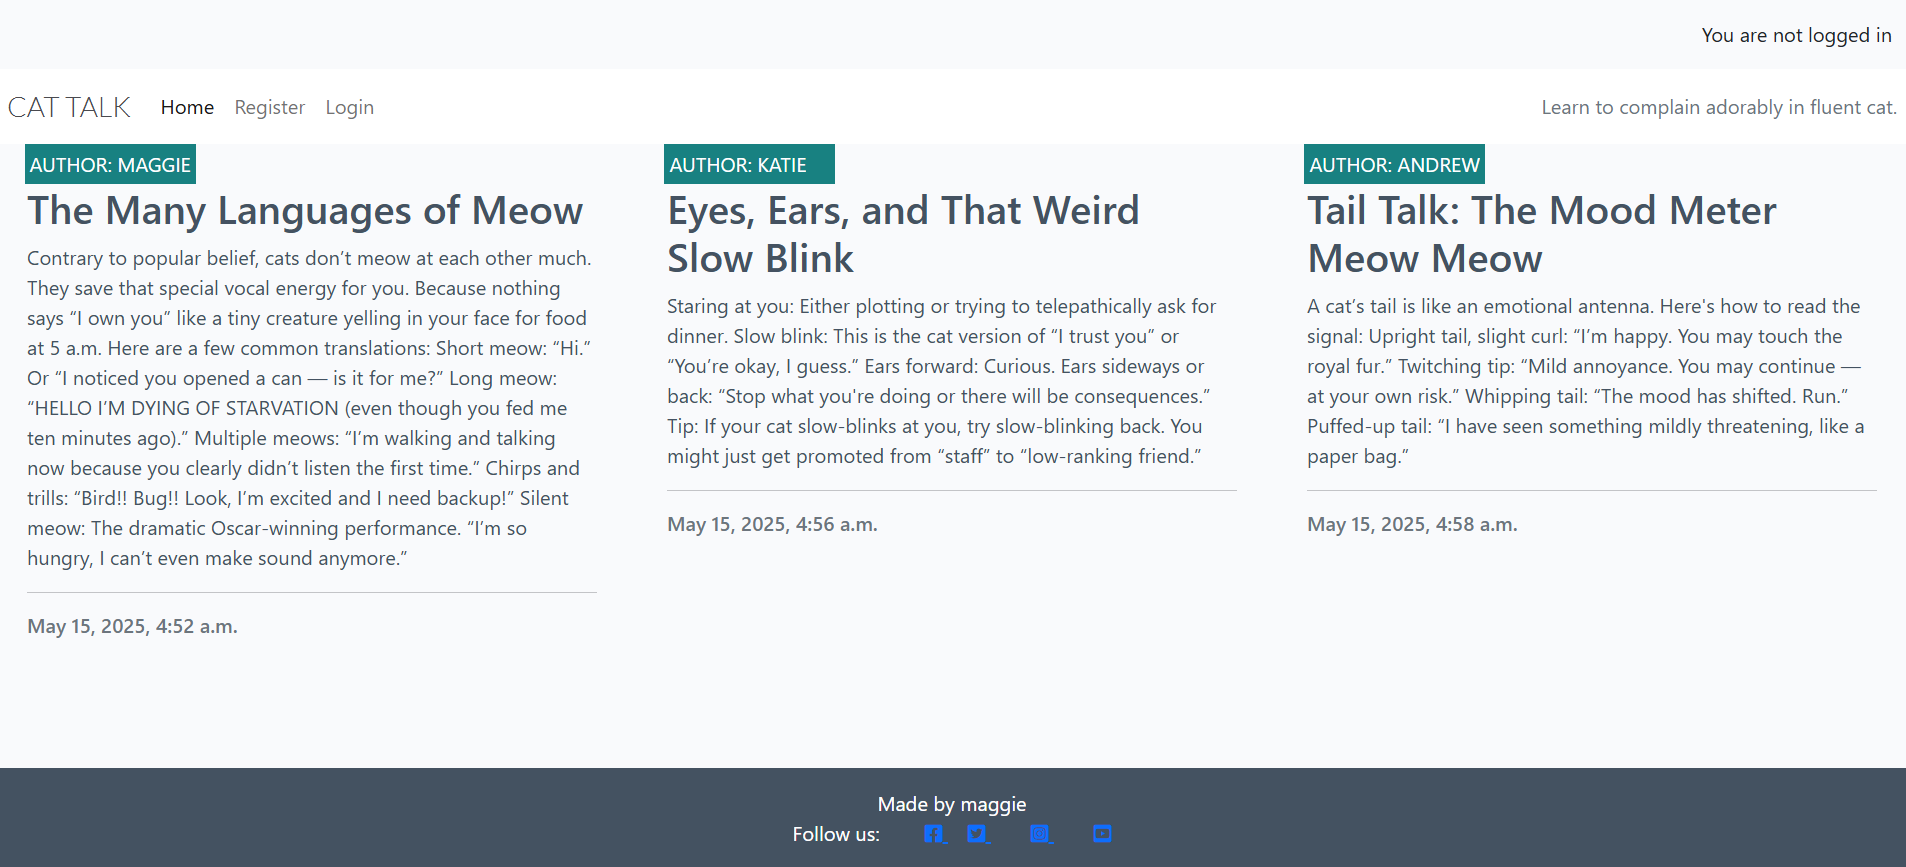 You are not logged in
CAT TALK Home Register Login Learn to complain adorably in fluent cat.
AUTHOR: MAGGIE
The Many Languages of Meow
Contrary to popular belief, cats don’t meow at each other much.
They save that special vocal energy for you. Because nothing
says “I own you” like a tiny creature yelling in your face for food
at 5 a.m. Here are a few common translations: Short meow: “Hi.”
Or “I noticed you opened a can — is it for me?” Long meow:
“HELLO I’M DYING OF STARVATION (even though you fed me
ten minutes ago).” Multiple meows: “I’m walking and talking
now because you clearly didn’t listen the first time.” Chirps and
trills: “Bird!! Bug!! Look, I’m excited and I need backup!” Silent
meow: The dramatic Oscar-winning performance. “I’m so
hungry, I can’t even make sound anymore.”
May 15, 2025, 4:52 a.m.
AUTHOR: KATIE
Eyes, Ears, and That Weird
Slow Blink
Staring at you: Either plotting or trying to telepathically ask for
dinner. Slow blink: This is the cat version of “I trust you” or
“You’re okay, I guess.” Ears forward: Curious. Ears sideways or
back: “Stop what you're doing or there will be consequences.”
Tip: If your cat slow-blinks at you, try slow-blinking back. You
might just get promoted from “staff” to “low-ranking friend.”
May 15, 2025, 4:56 a.m.
AUTHOR: ANDREW
Tail Talk: The Mood Meter
Meow Meow
A cat’s tail is like an emotional antenna. Here's how to read the
signal: Upright tail, slight curl: “I’m happy. You may touch the
royal fur.” Twitching tip: “Mild annoyance. You may continue —
at your own risk.” Whipping tail: “The mood has shifted. Run.”
Puffed-up tail: “I have seen something mildly threatening, like a
paper bag.”
May 15, 2025, 4:58 a.m.
Made by maggie
Follow us: